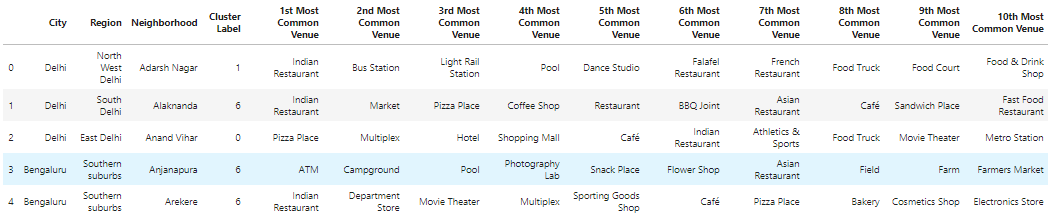 City Region Neighborhood Cluster Label 1st Most Common Venue 2nd Most Common Venue 3rd Most Common Venue 4th Most Common Venue 5th Most Common Venue 6th Most Common Venue 7th Most Common Venue 8th Most Common Venue 9th Most Common Venue 10th Most Common Venue
0 Delhi North West Delhi Adarsh Nagar 1 Indian Restaurant Bus Station Light Rail Station Pool Dance Studio Falafel Restaurant French Restaurant Food Truck Food Court Food & Drink Shop
1 Delhi South Delhi Alaknanda 6 Indian Restaurant Market Pizza Place Coffee Shop Restaurant BBQ Joint Asian Restaurant Café Sandwich Place Fast Food Restaurant
2 Delhi East Delhi Anand Vihar 0 Pizza Place Multiplex Hotel Shopping Mall Café Indian Restaurant Athletics & Sports Food Truck Movie Theater Metro Station
3 Bengaluru Southern suburbs Anjanapura 6 ATM Campground Pool Photography Lab Snack Place Flower Shop Asian Restaurant Field Farm Farmers Market
4 Bengaluru Southern suburbs Arekere 6 Indian Restaurant Department Store Movie Theater Multiplex Sporting Goods Shop Café Pizza Place Bakery Cosmetics Shop Electronics Store